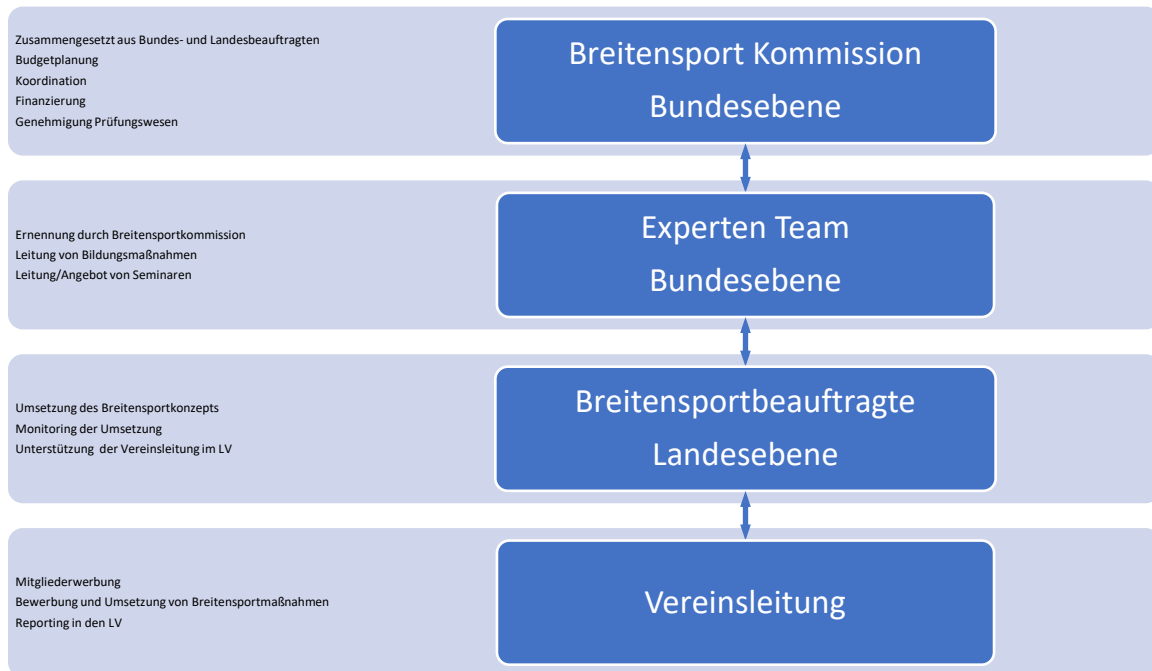 Zusammengesetzt aus Bundes- und Landesbeauftragten
Budgetplanung
Koordination
Finanzierung
Genehmigung Prüfungswesen
Breitensport Kommission
Bundesebene
Ernennung durch Breitensportkommission
Leitung von Bildungsmaßnahmen
Leitung/Angebot von Seminaren
Experten Team
Bundesebene
Umsetzung des Breitensportkonzepts
Monitoring der Umsetzung
Unterstützung der Vereinsleitung im LV
Breitensportbeauftragte
Landesebene
Mitgliederwerbung
Bewerbung und Umsetzung von Breitensportmaßnahmen
Reporting in den LV
Vereinsleitung